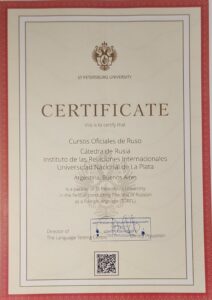 ST PETERSBURG UNIVERSITY
CERTIFICATE
this is to certify that
Cursos Oficiales de Ruso
Cátedra de Rusia
Instituto de las Relaciones Internacionales
Universidad Nacional de La Plata
Argentina, Buenos Aires
is a partner of St Petersburg University
in the field of conducting The Test of Russian
as a Foreign Language (TORFL)
Director of
The Language Testing Centre